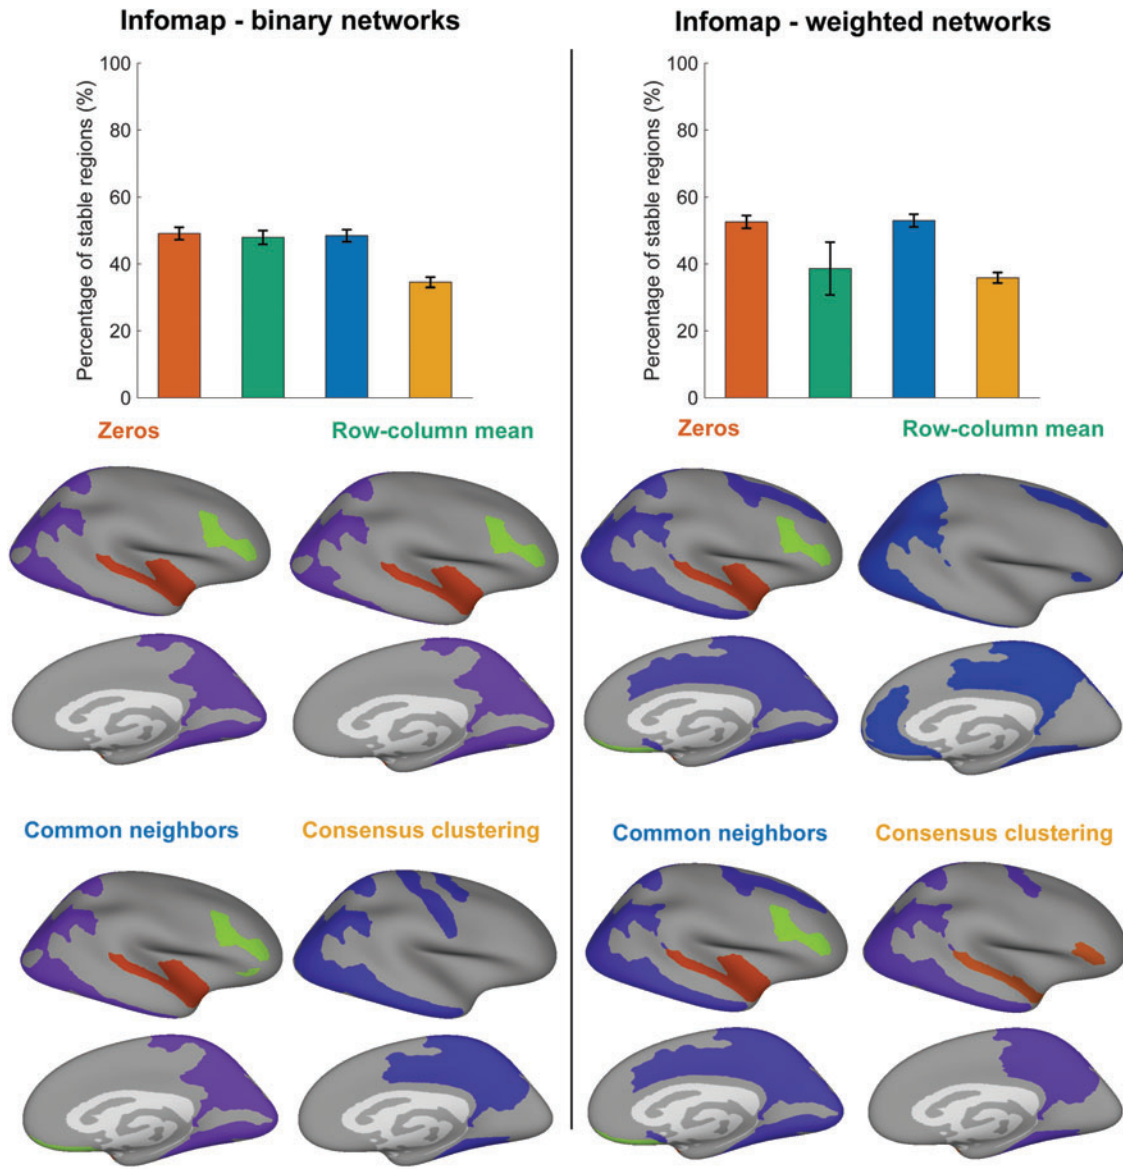 Infomap - binary networks
Percentage of stable regions (%)
100
80
60
40
20
0
Zeros
Row-column mean
Common neighbors
Consensus clustering
Infomap - weighted networks
Percentage of stable regions (%)
100
80
60
40
20
0
Zeros
Row-column mean
Common neighbors
Consensus clustering